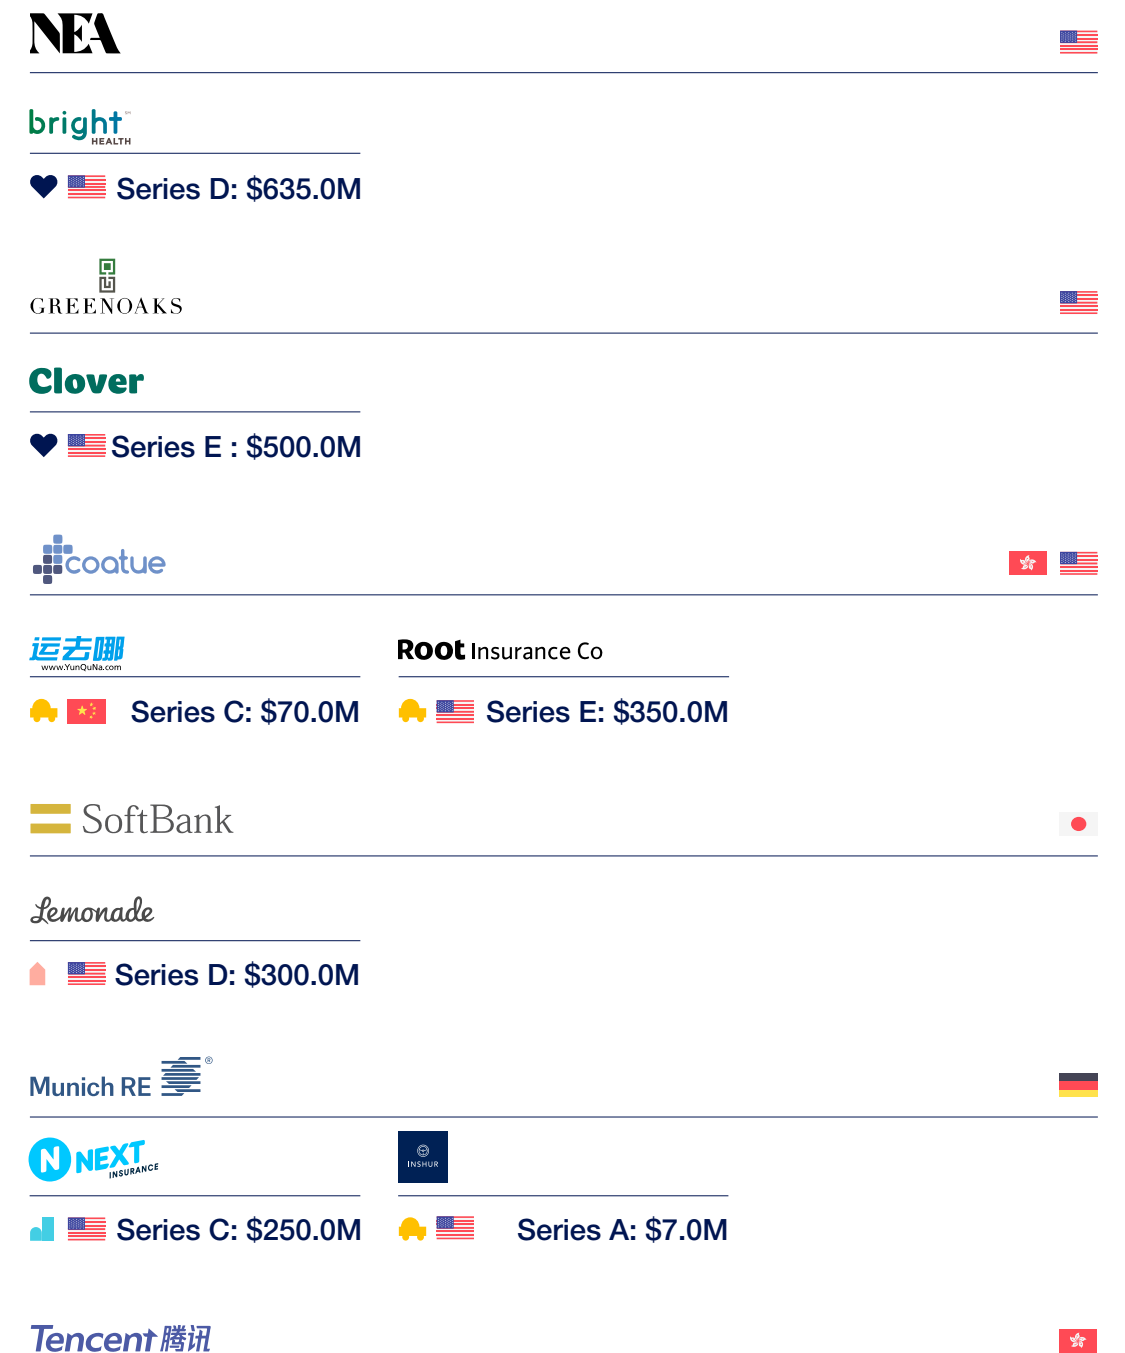 NEA
bright SM
HEALTH
Series D: $635.0M
GREENOAKS
Clover
Series E : $500.0M
coatue
运去哪
www.YunQuNa.com
Root Insurance Co
Series C: $70.0M
Series E: $350.0M
SoftBank
Lemonade
Series D: $300.0M
Munich RE ®
N NEXT
INSURANCE
INSHUR
Series C: $250.0M
Series A: $7.0M
Tencent 腾讯